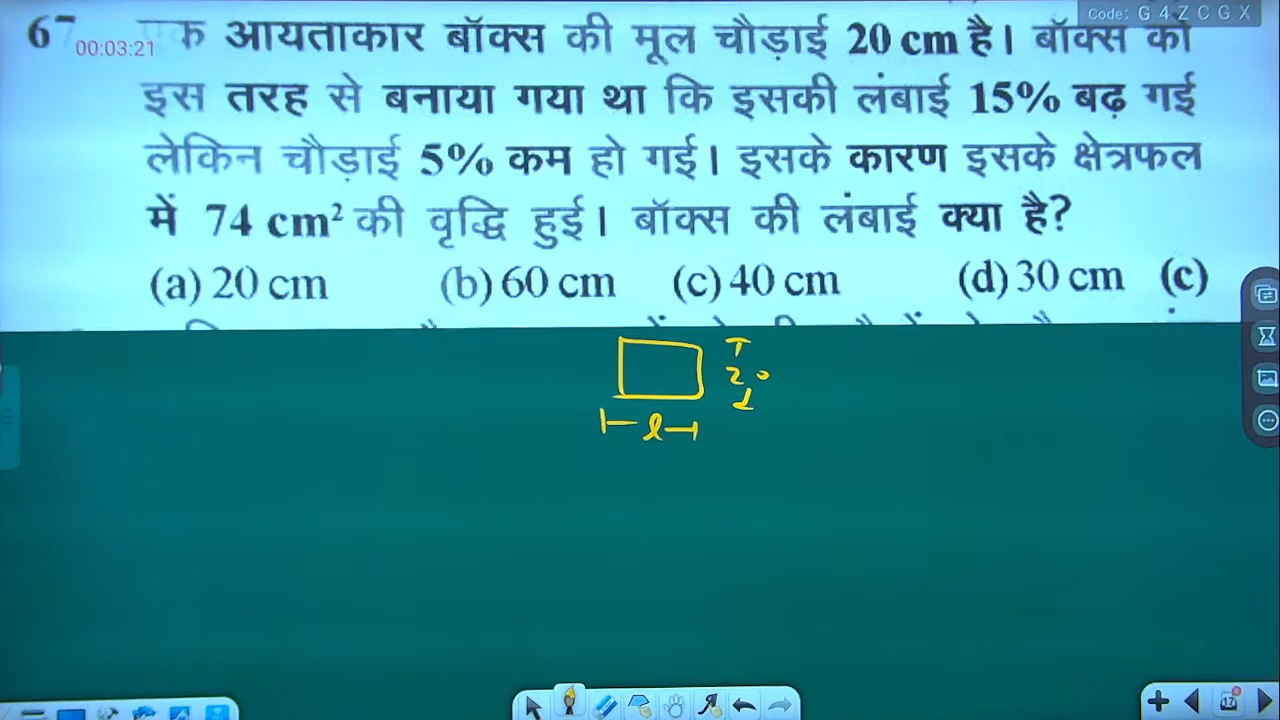 Code: G 4 Z C G X
67
00:03:21
एक आयताकार बॉक्स की मूल चौड़ाई 20 cm है। बॉक्स को
इस तरह से बनाया गया था कि इसकी लंबाई 15% बढ़ गई
लेकिन चौड़ाई 5% कम हो गई। इसके कारण इसके क्षेत्रफल
में 74 cm² की वृद्धि हुई। बॉक्स की लंबाई क्या है?
(a) 20 cm (b) 60 cm (c) 40 cm (d) 30 cm (c)
20
l
17